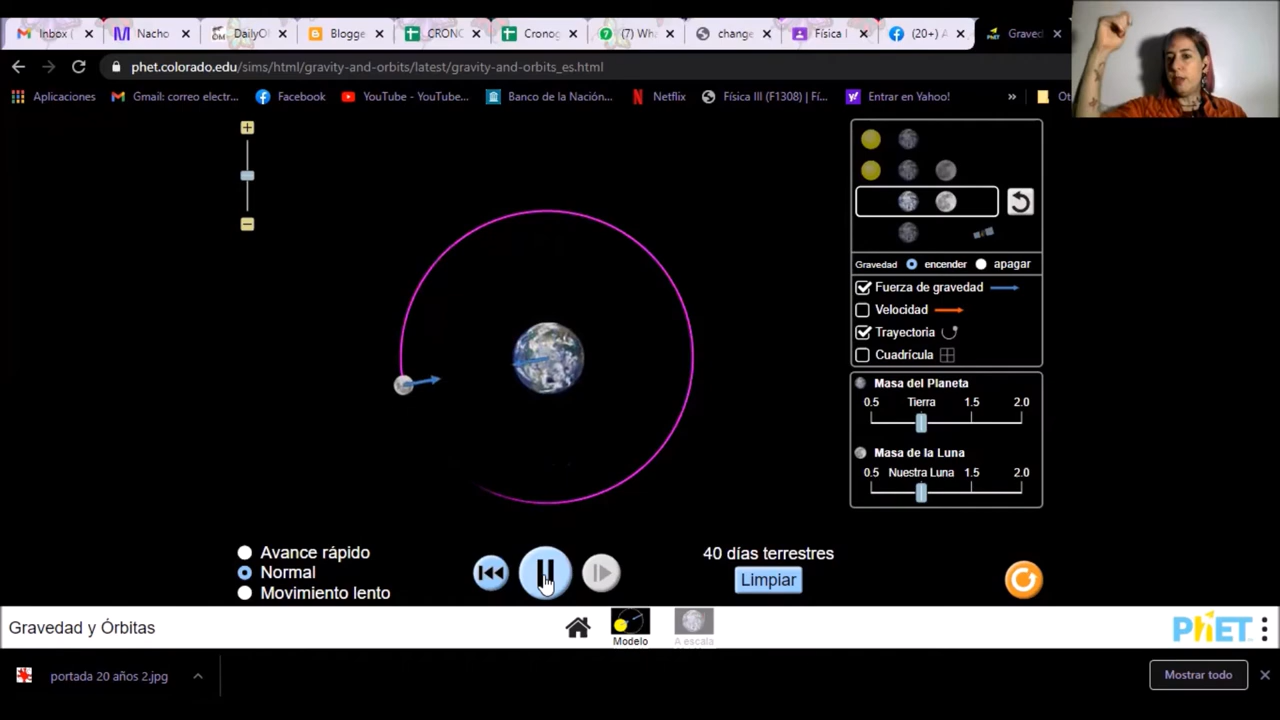 Inbox (
Nacho
DailyO
Blogge
CRONO
Cronog
(7) Wha
change
Física I
(20+) A
Graved
phet.colorado.edu/sims/html/gravity-and-orbits/latest/gravity-and-orbits_es.html
Aplicaciones
Gmail: correo electr...
Facebook
YouTube - YouTube...
Banco de la Nación...
Netflix
Física III (F1308) | Fí...
Entrar en Yahoo!
»
Ot
Gravedad encender apagar
Fuerza de gravedad
Velocidad
Trayectoria
Cuadrícula
Masa del Planeta
0.5 Tierra 1.5 2.0
Masa de la Luna
0.5 Nuestra Luna 1.5 2.0
Avance rápido
Normal
Movimiento lento
40 días terrestres
Limpiar
Gravedad y Órbitas
Modelo
A escala
PhET
portada 20 años 2.jpg
Mostrar todo